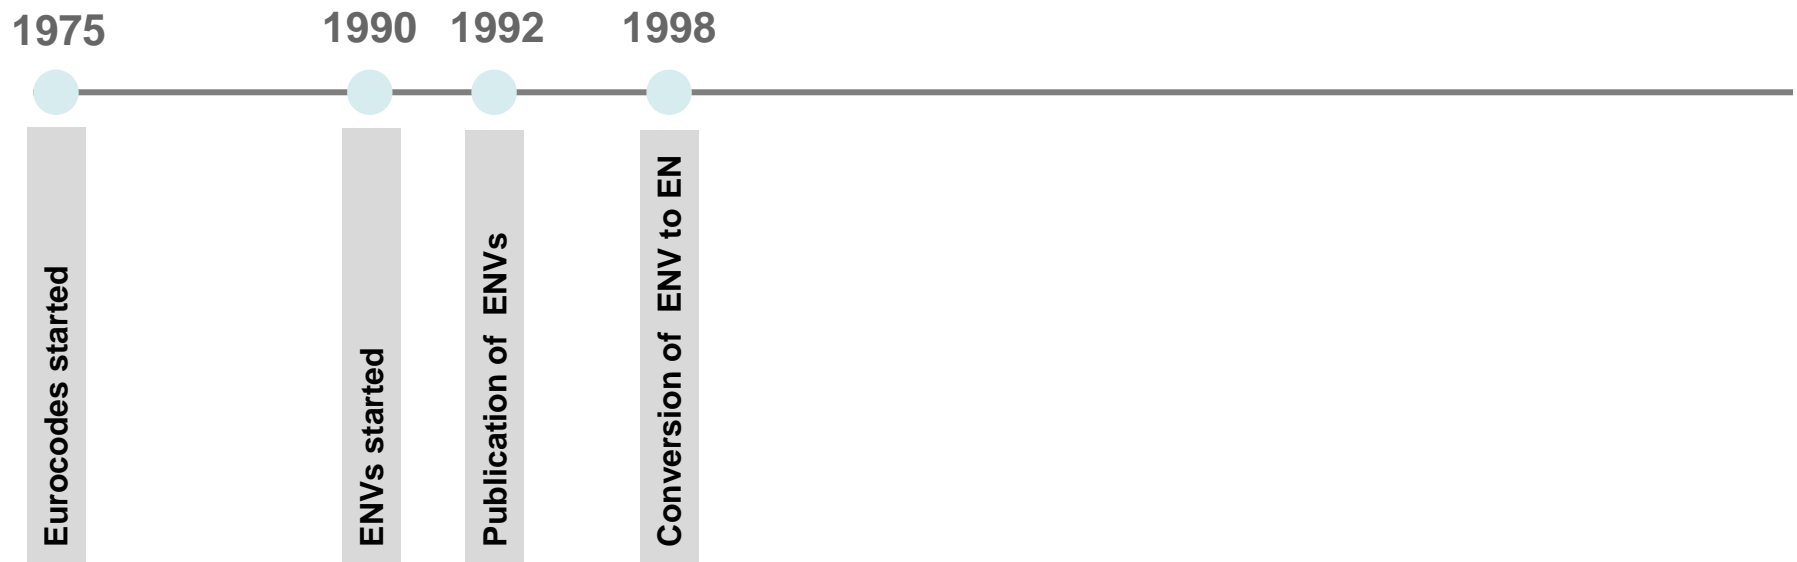 1975
1990
1992
1998
Eurocodes started
ENVs started
Publication of ENVs
Conversion of ENV to EN